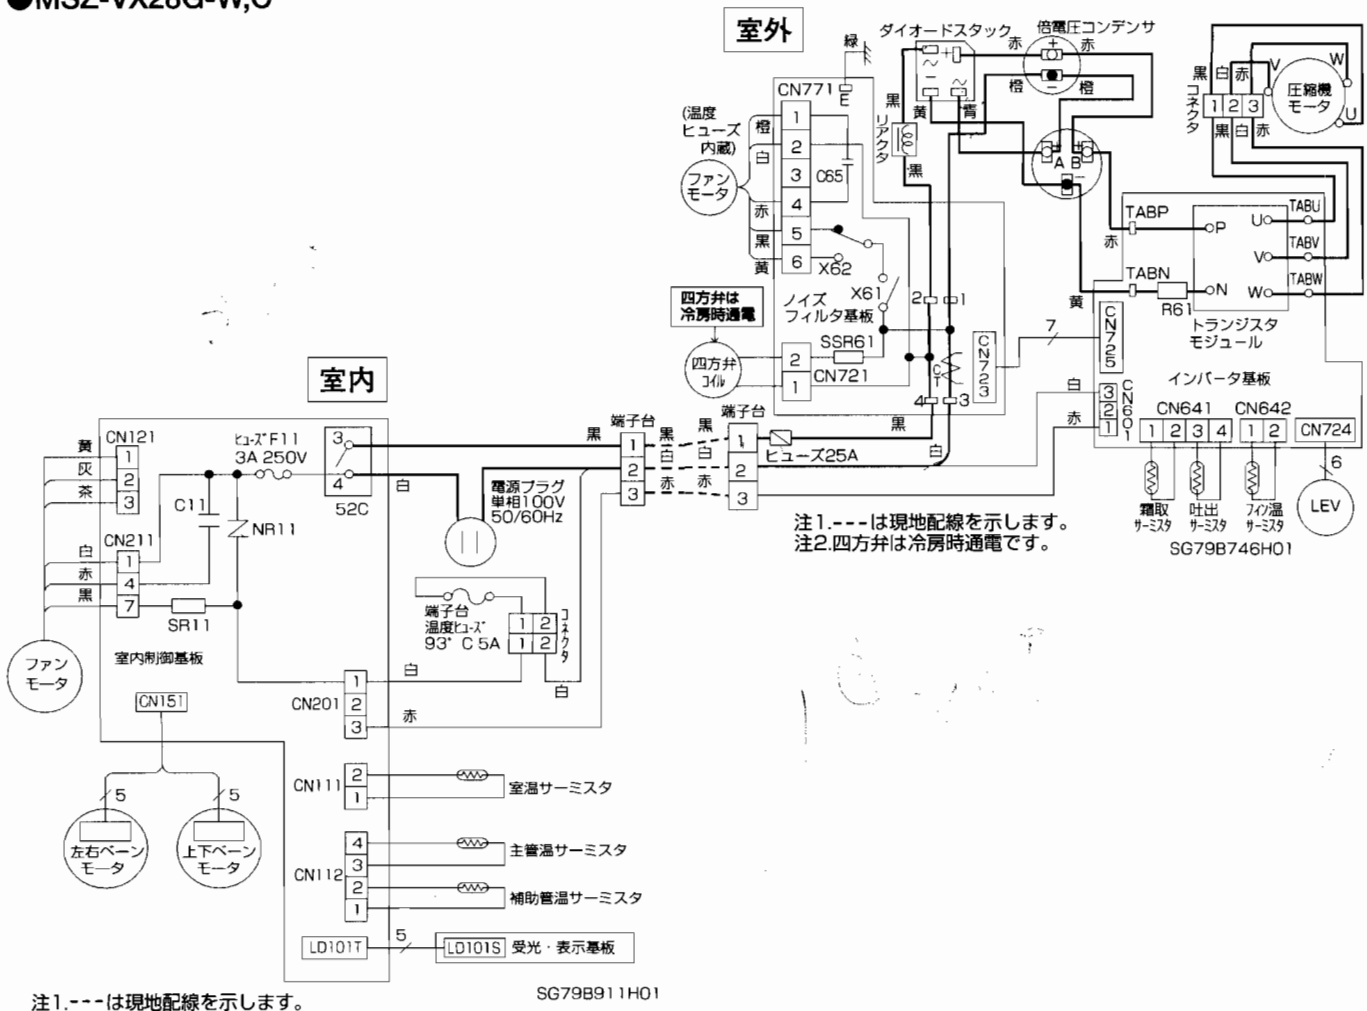 ●MSZ-VX28G-W,C
室外
ダイオードスタック
倍電圧コンデンサ
緑
E
CN771
(温度
ヒューズ
内蔵)
ファン
モータ
橙
白
赤
黒
黄
1
2
3
4
5
6
C65
X62
X61
ノイズ
フィルタ基板
四方弁は
冷房時通電
四方弁
コイル
2
1
SSR61
CN721
黒
リアクタ
黒
黄
青
赤
赤
橙
橙
+
~
−
~
+
−
+
+
A B
−
2
1
CT
4
3
CN723
7
黒
白
コネクタ
黒 白 赤
1 2 3
黒 白 赤
V
W
U
圧縮機
モータ
TABP
赤
TABN
黄
R61
P
N
U
V
W
TABU
TABV
TABW
トランジスタ
モジュール
CN725
インバータ基板
白
赤
3
2
1
CN601
CN641
1 2 3 4
CN642
1 2
CN724
6
LEV
霜取
サーミスタ
吐出
サーミスタ
フィン温
サーミスタ
SG79B746H01
注1.---は現地配線を示します。
注2.四方弁は冷房時通電です。
室内
CN121
黄
灰
茶
1
2
3
ヒューズF11
3A 250V
3
4
52C
C11
NR11
CN211
白
赤
黒
1
4
7
SR11
室内制御基板
ファン
モータ
CN151
5
5
左右ベーン
モータ
上下ベーン
モータ
白
電源プラグ
単相100V
50/60Hz
黒
端子台
1
2
3
黒
白
赤
黒
白
赤
端子台
1
2
3
ヒューズ25A
端子台
温度ヒューズ
93°C 5A
1 2
1 2
コネクタ
白
白
CN201
1
2
3
赤
CN111
2
1
室温サーミスタ
CN112
4
3
2
1
主管温サーミスタ
補助管温サーミスタ
LD101T
5
LD101S 受光・表示基板
SG79B911H01
注1.---は現地配線を示します。